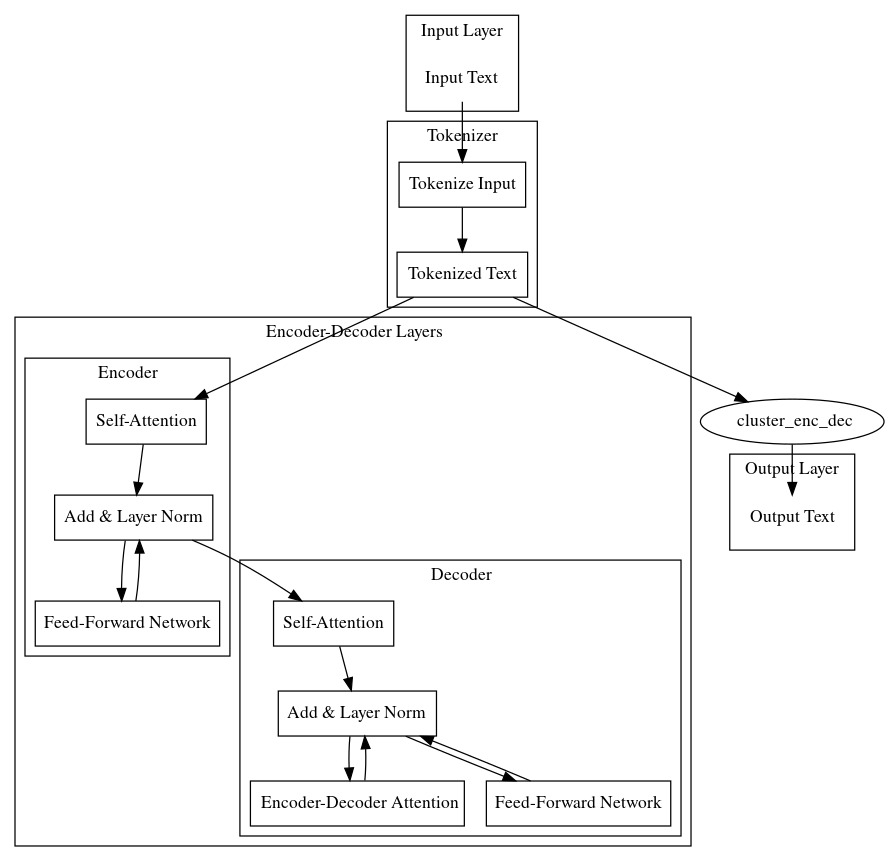 Input Layer
Input Text
Tokenizer
Tokenize Input
Tokenized Text
Encoder-Decoder Layers
Encoder
Self-Attention
cluster_enc_dec
Output Layer
Add & Layer Norm
Output Text
Decoder
Feed-Forward Network
Self-Attention
Add & Layer Norm
Encoder-Decoder Attention
Feed-Forward Network